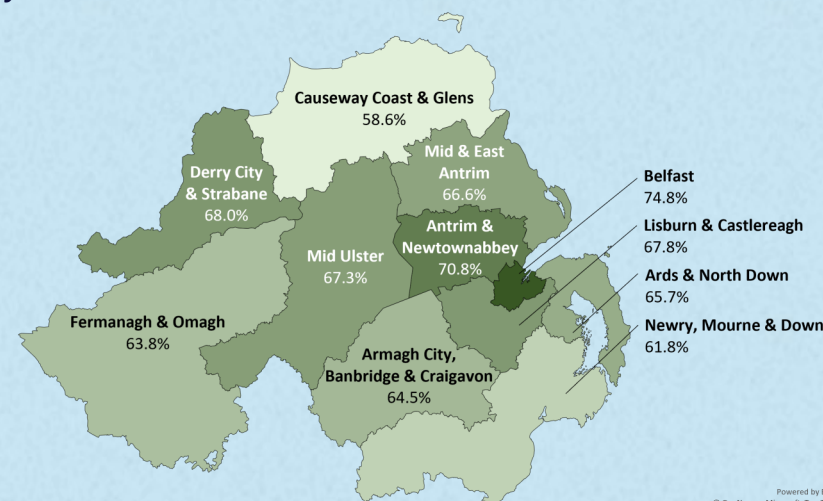 Causeway Coast & Glens
58.6%
Derry City
& Strabane
68.0%
Mid & East
Antrim
66.6%
Antrim &
Newtownabbey
70.8%
Mid Ulster
67.3%
Fermanagh & Omagh
63.8%
Armagh City,
Banbridge & Craigavon
64.5%
Belfast
74.8%
Lisburn & Castlereagh
67.8%
Ards & North Down
65.7%
Newry, Mourne & Down
61.8%
Powered by